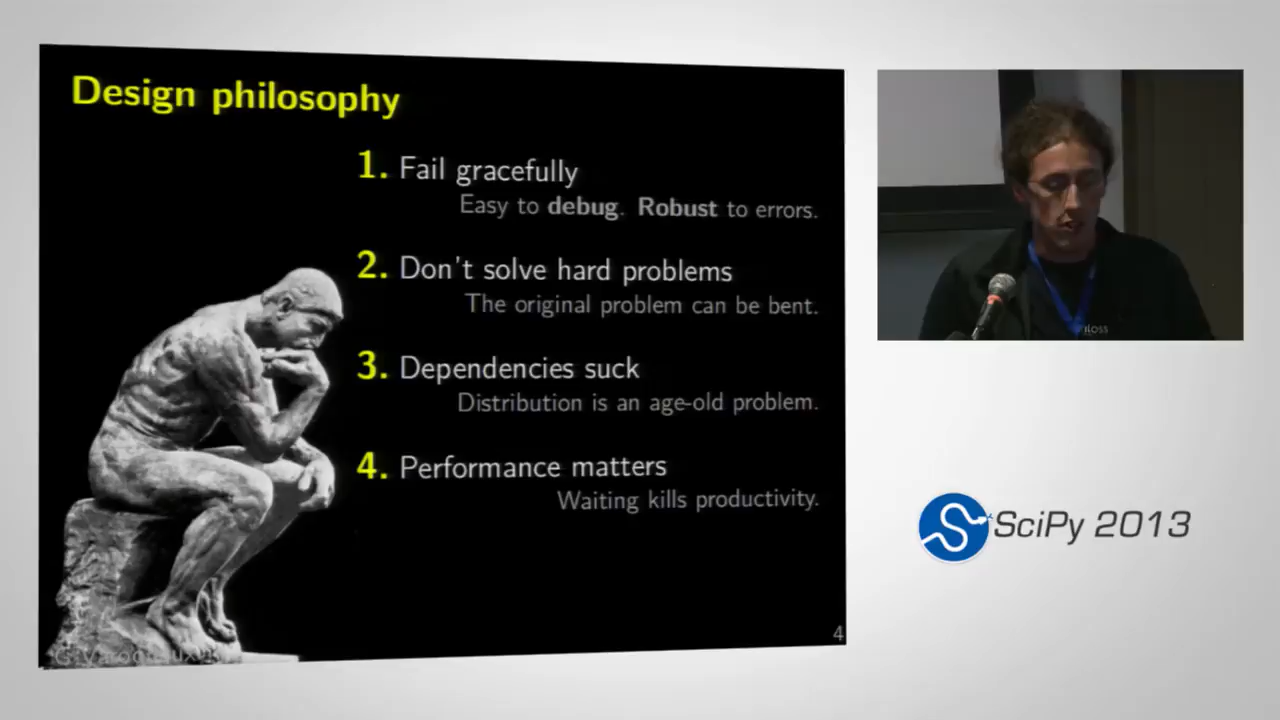 Design philosophy
1. Fail gracefully
Easy to debug. Robust to errors.
2. Don't solve hard problems
The original problem can be bent.
3. Dependencies suck
Distribution is an age-old problem.
4. Performance matters
Waiting kills productivity.
4
SciPy 2013